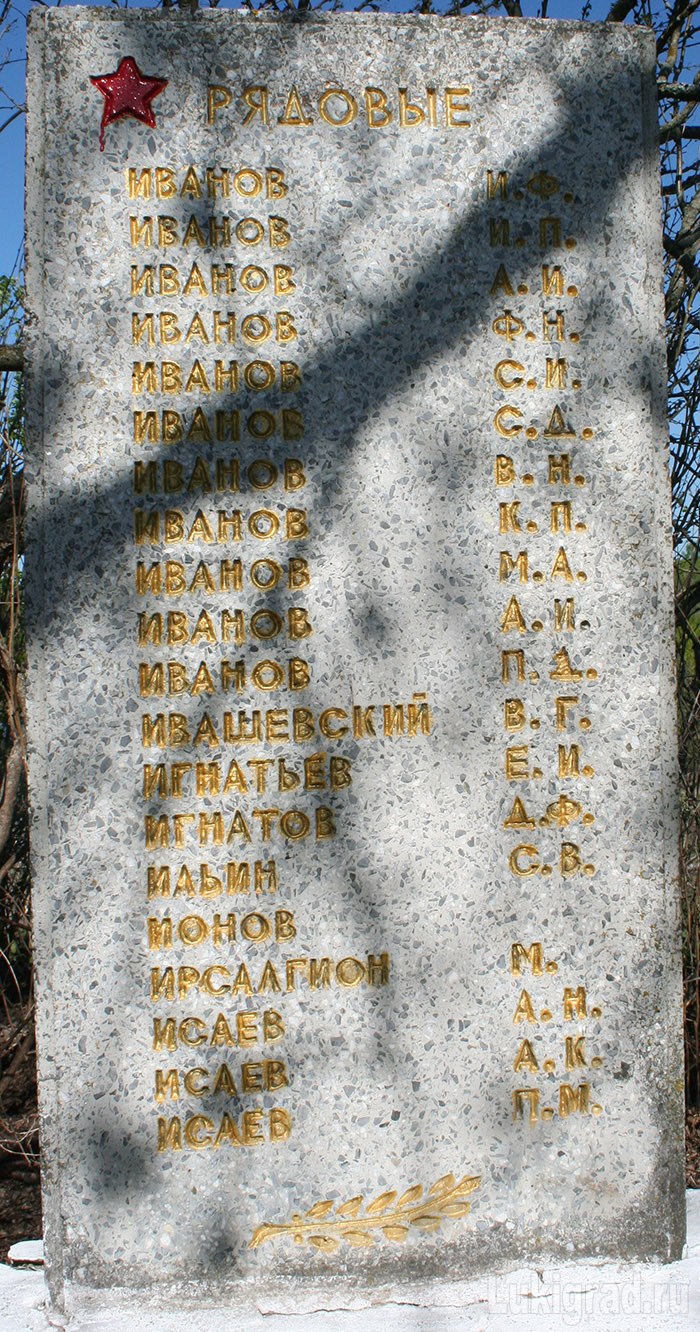 РЯДОВЫЕ
ИВАНОВ И.Ф.
ИВАНОВ И.П.
ИВАНОВ А.И.
ИВАНОВ Ф.Н.
ИВАНОВ С.И.
ИВАНОВ С.Д.
ИВАНОВ В.Н.
ИВАНОВ К.П.
ИВАНОВ М.А.
ИВАНОВ А.И.
ИВАНОВ П.Д.
ИВАШЕВСКИЙ В.Г.
ИГНАТЬЕВ Е.И.
ИГНАТОВ Д.Ф.
ИЛЬИН С.В.
ИОНОВ
ИРСАЛГИОН М.
ИСАЕВ А.Н.
ИСАЕВ А.К.
ИСАЕВ П.М.
Lukigrad.ru